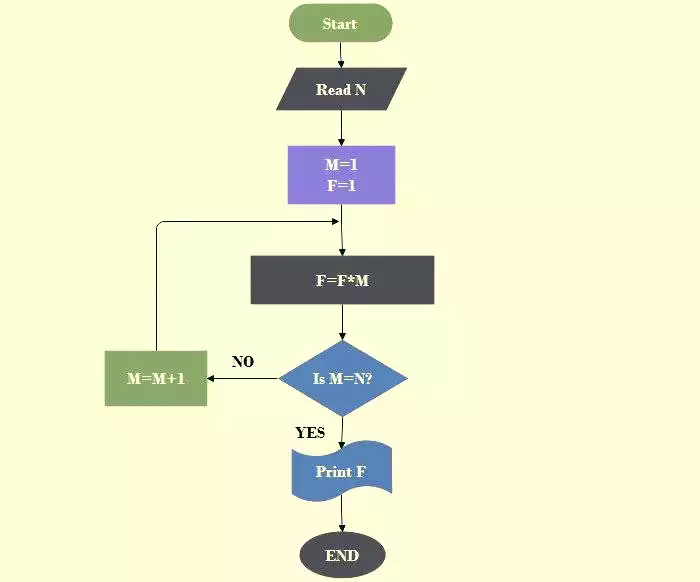 Start
Read N
M=1
F=1
F=F*M
NO
M=M+1
Is M=N?
YES
Print F
END